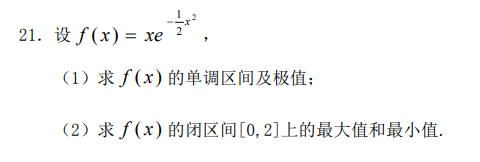 21. 设 f(x) = xe^{-\frac{1}{2}x^2},
（1）求 f(x) 的单调区间及极值；
（2）求 f(x) 的闭区间[0,2]上的最大值和最小值.